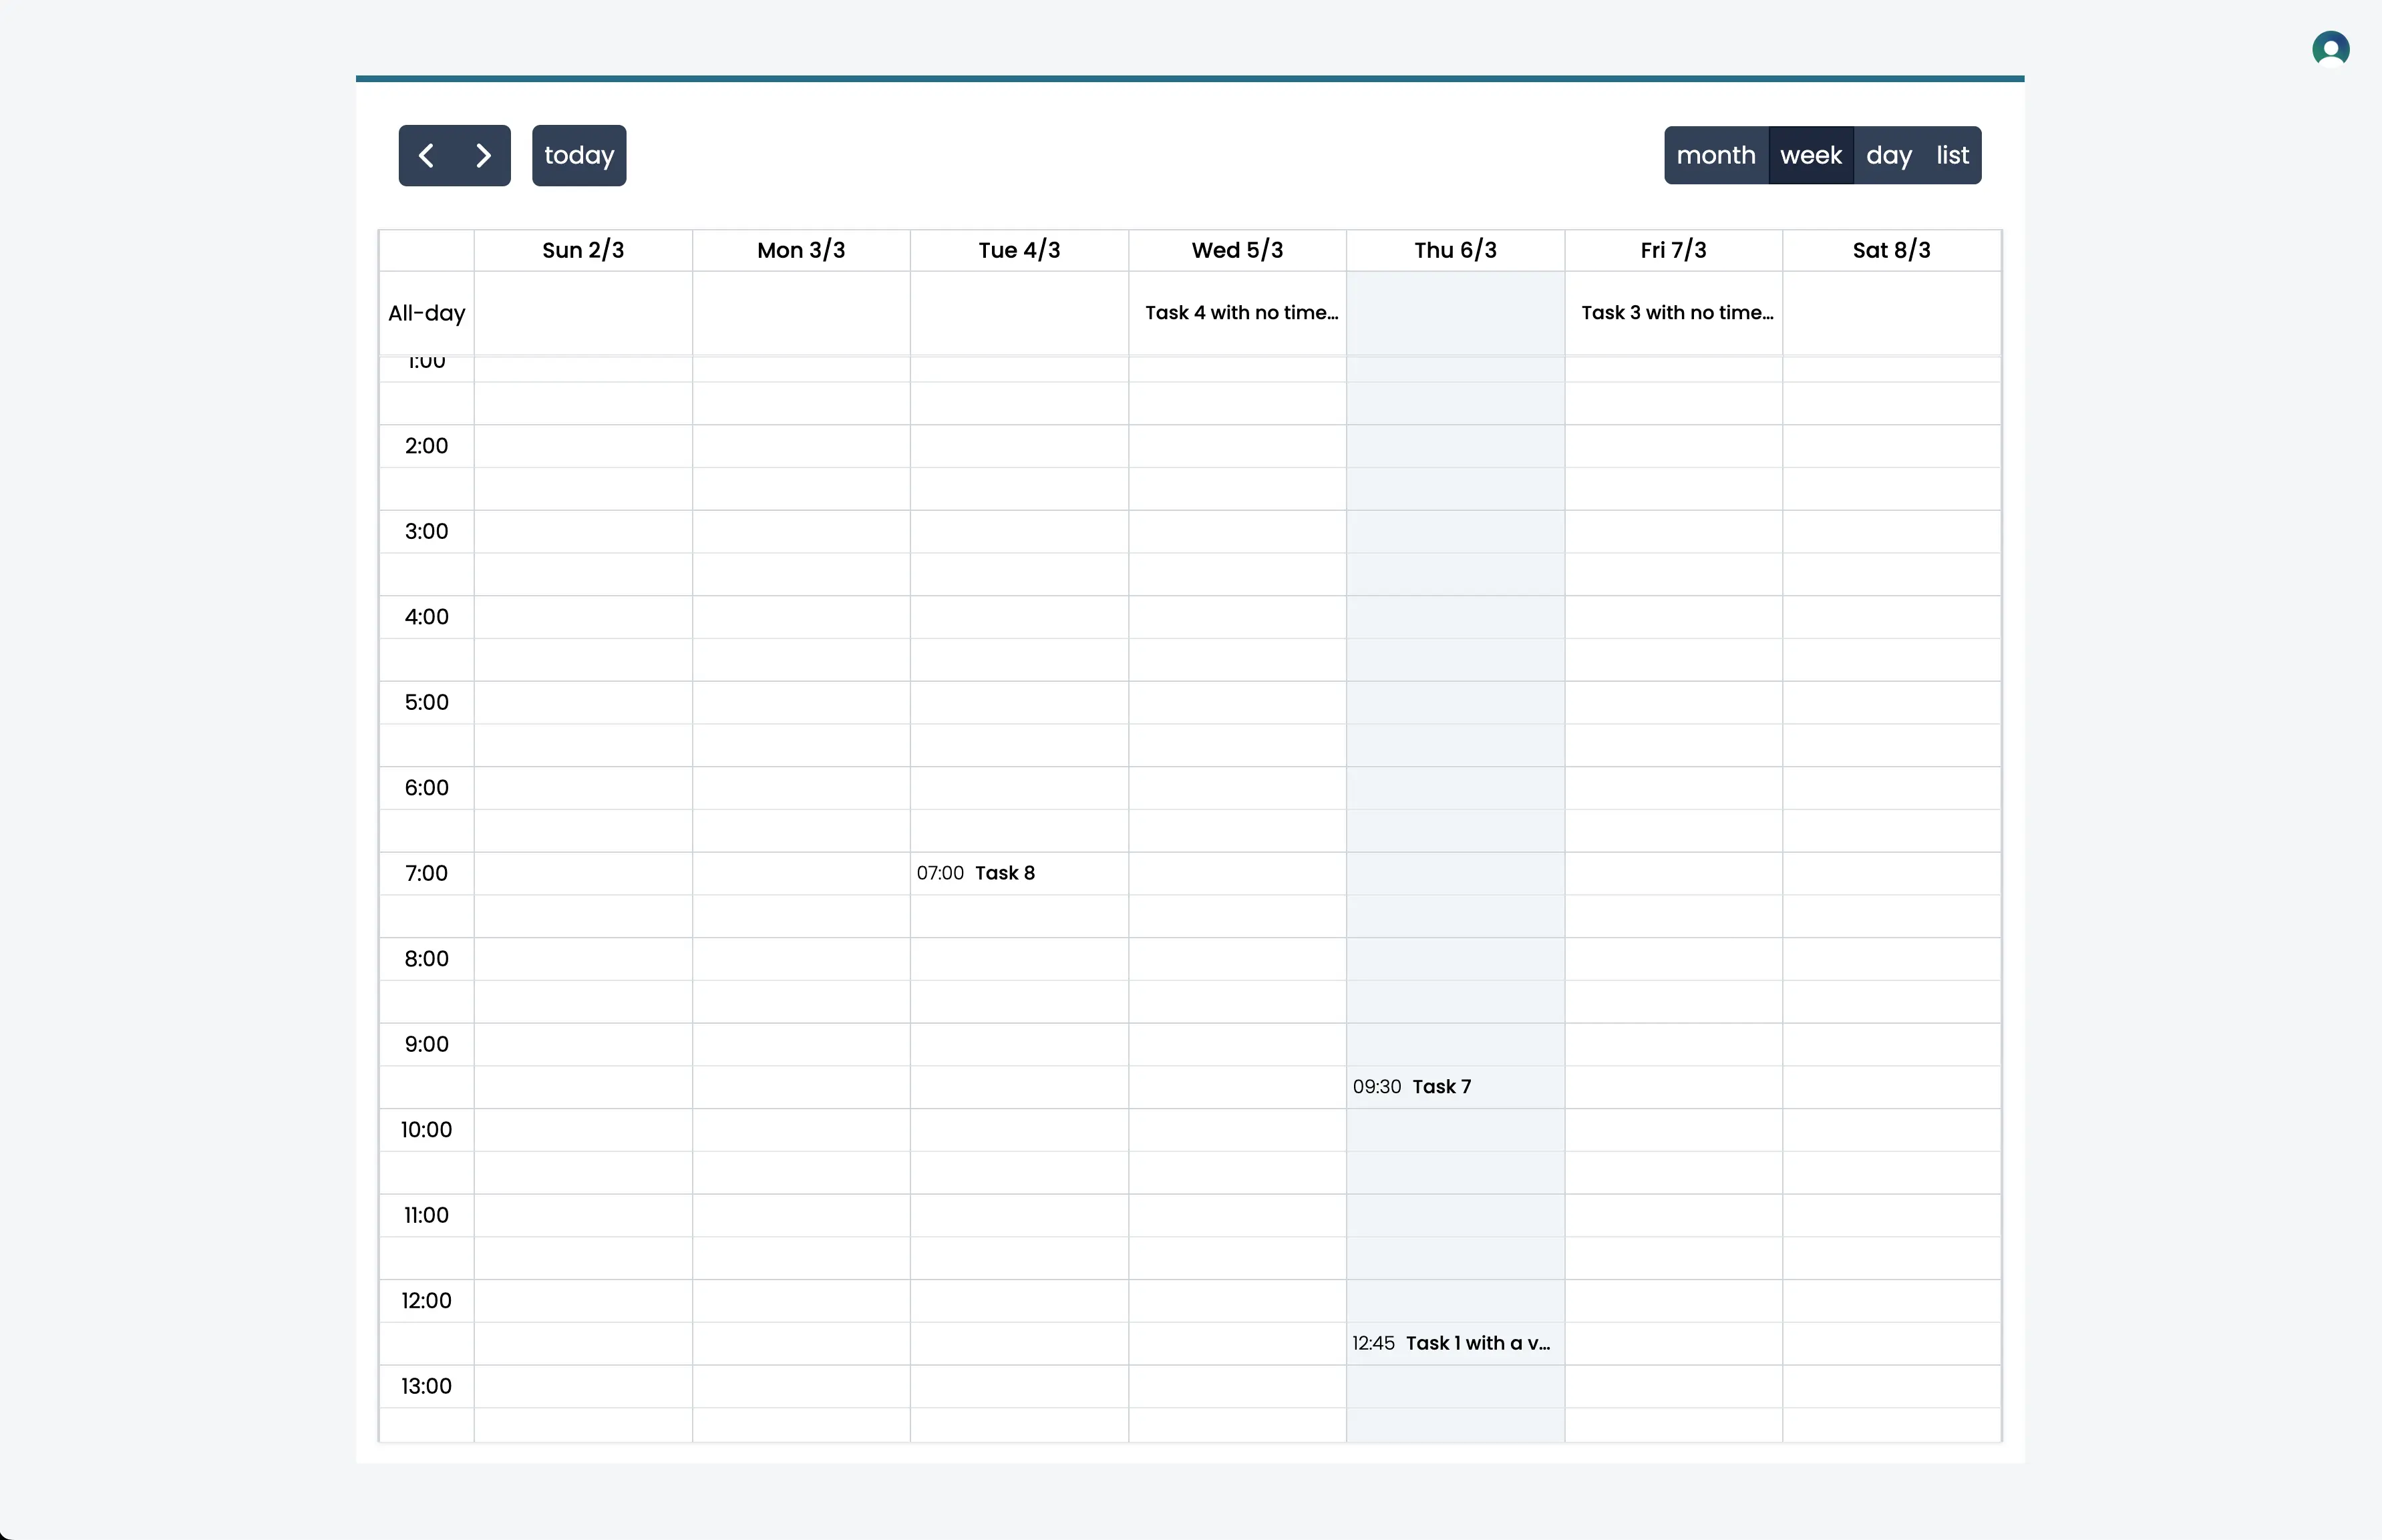 today
month week day list
Sun 2/3 Mon 3/3 Tue 4/3 Wed 5/3 Thu 6/3 Fri 7/3 Sat 8/3
All-day Task 4 with no time... Task 3 with no time...
1:00
2:00
3:00
4:00
5:00
6:00
7:00 07:00 Task 8
8:00
9:00
09:30 Task 7
10:00
11:00
12:00
12:45 Task 1 with a v...
13:00